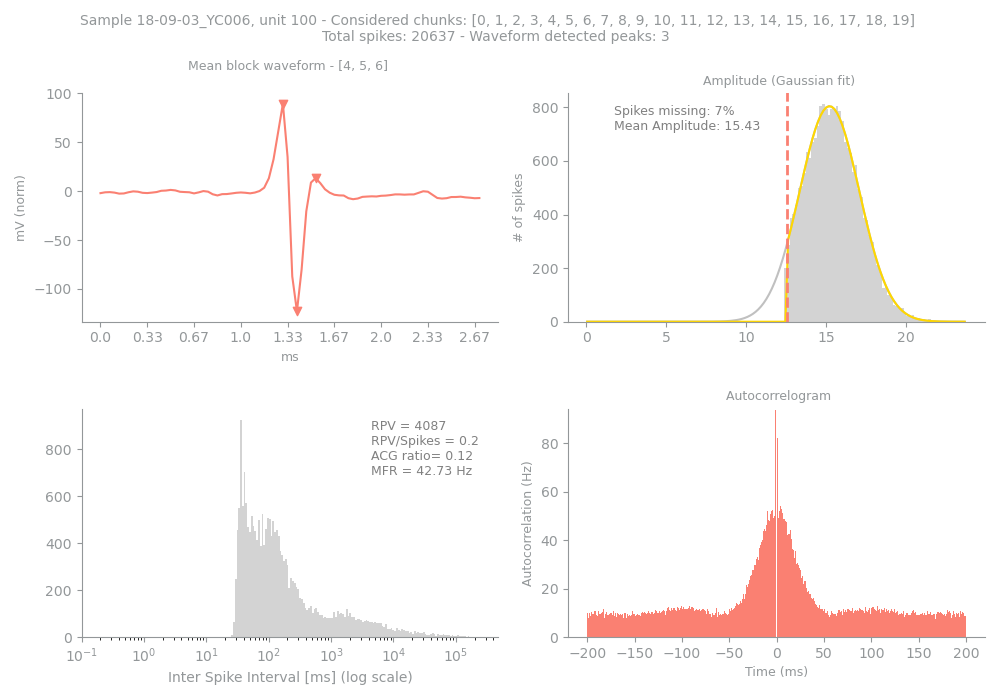 Sample 18-09-03_YC006, unit 100 - Considered chunks: [0, 1, 2, 3, 4, 5, 6, 7, 8, 9, 10, 11, 12, 13, 14, 15, 16, 17, 18, 19]
Total spikes: 20637 - Waveform detected peaks: 3
Mean block waveform - [4, 5, 6]
100
50
0
−50
−100
mV (norm)
0.0 0.33 0.67 1.0 1.33 1.67 2.0 2.33 2.67
ms
Amplitude (Gaussian fit)
Spikes missing: 7%
Mean Amplitude: 15.43
800
600
400
200
0
# of spikes
0 5 10 15 20
RPV = 4087
RPV/Spikes = 0.2
ACG ratio= 0.12
MFR = 42.73 Hz
800
600
400
200
0
10⁻¹ 10⁰ 10¹ 10² 10³ 10⁴ 10⁵
Inter Spike Interval [ms] (log scale)
Autocorrelogram
80
60
40
20
0
Autocorrelation (Hz)
−200 −150 −100 −50 0 50 100 150 200
Time (ms)